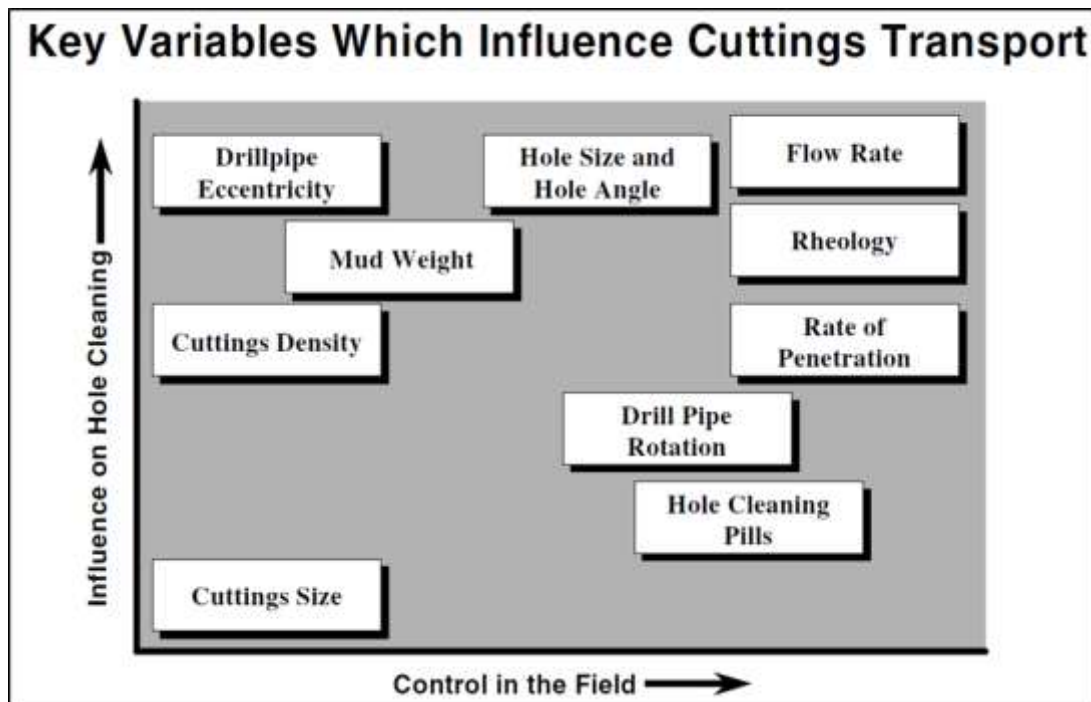 Key Variables Which Influence Cuttings Transport
Drillpipe
Eccentricity
Hole Size and
Hole Angle
Flow Rate
Mud Weight
Rheology
Cuttings Density
Rate of
Penetration
Drill Pipe
Rotation
Hole Cleaning
Pills
Cuttings Size
Influence on Hole Cleaning
Control in the Field